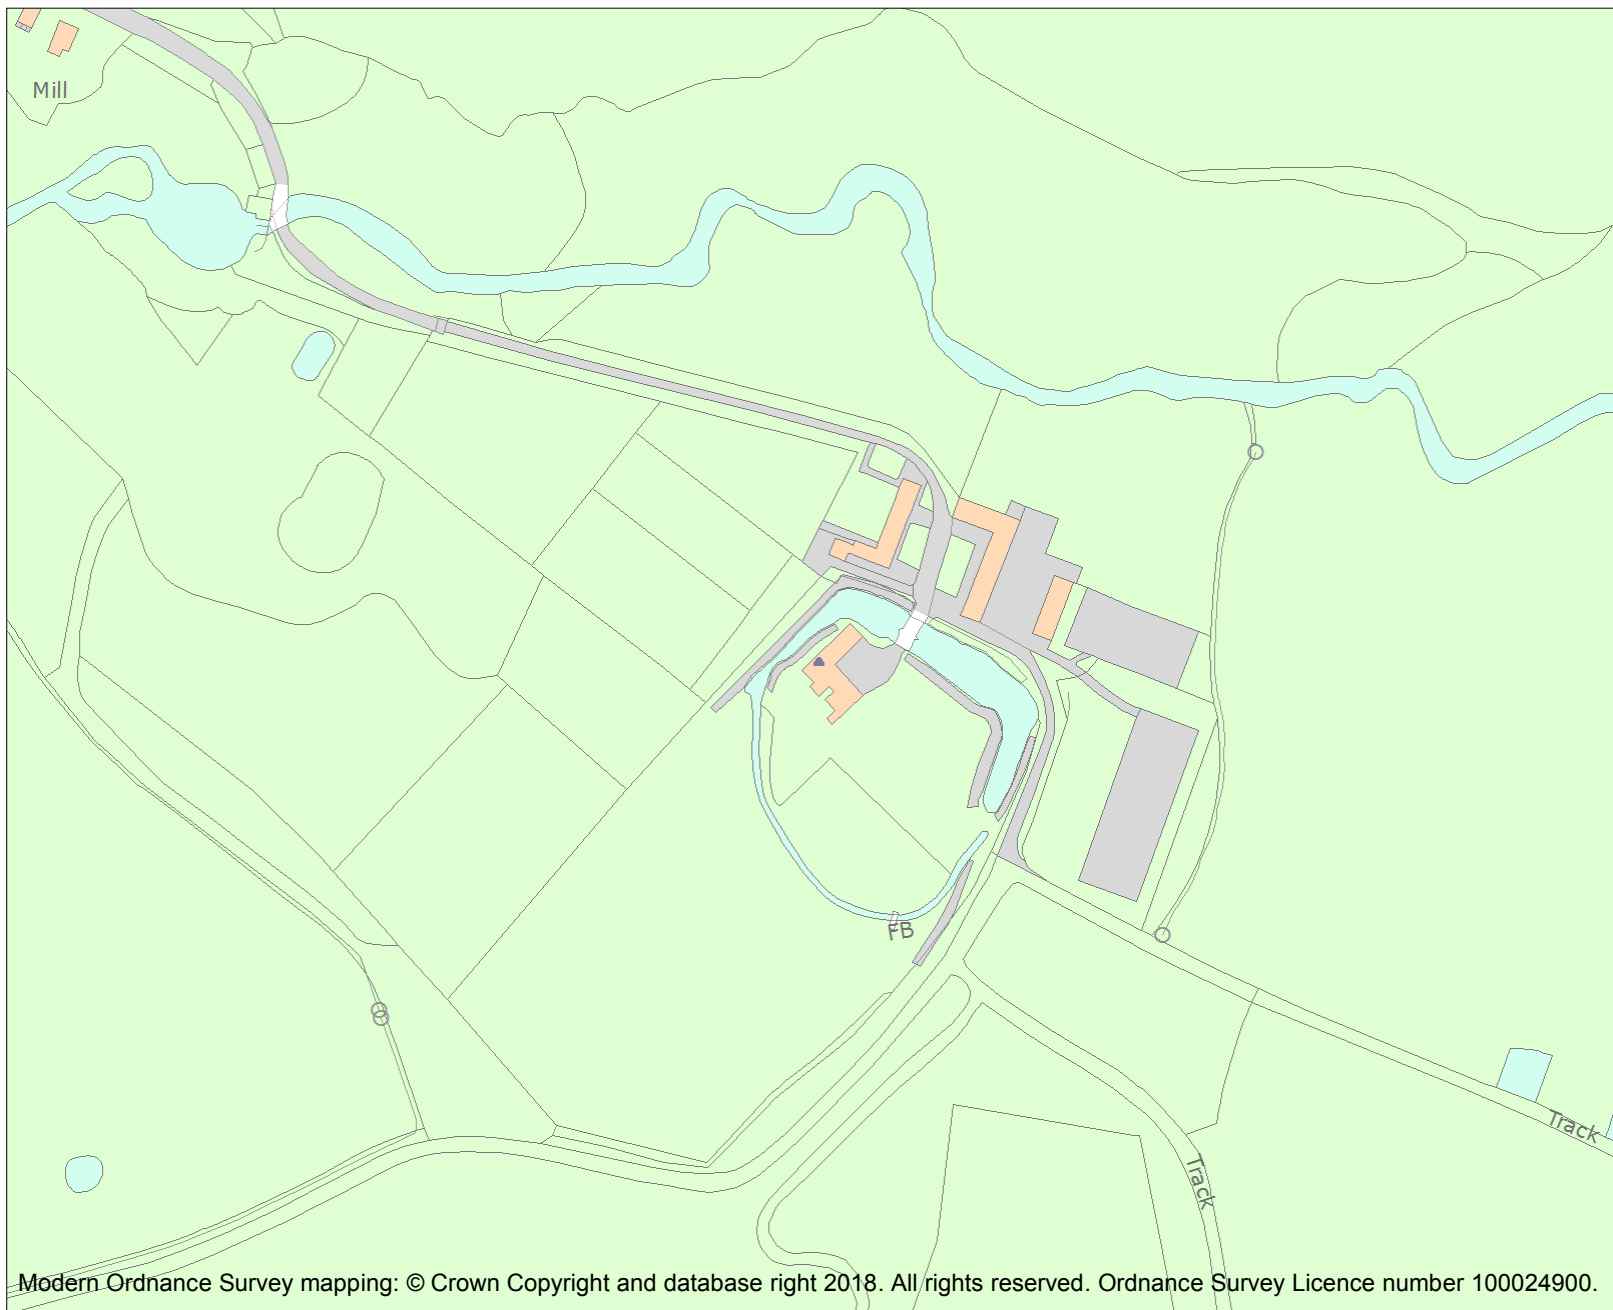 Mill
FB
Track
Track
Modern Ordnance Survey mapping: © Crown Copyright and database right 2018. All rights reserved. Ordnance Survey Licence number 100024900.